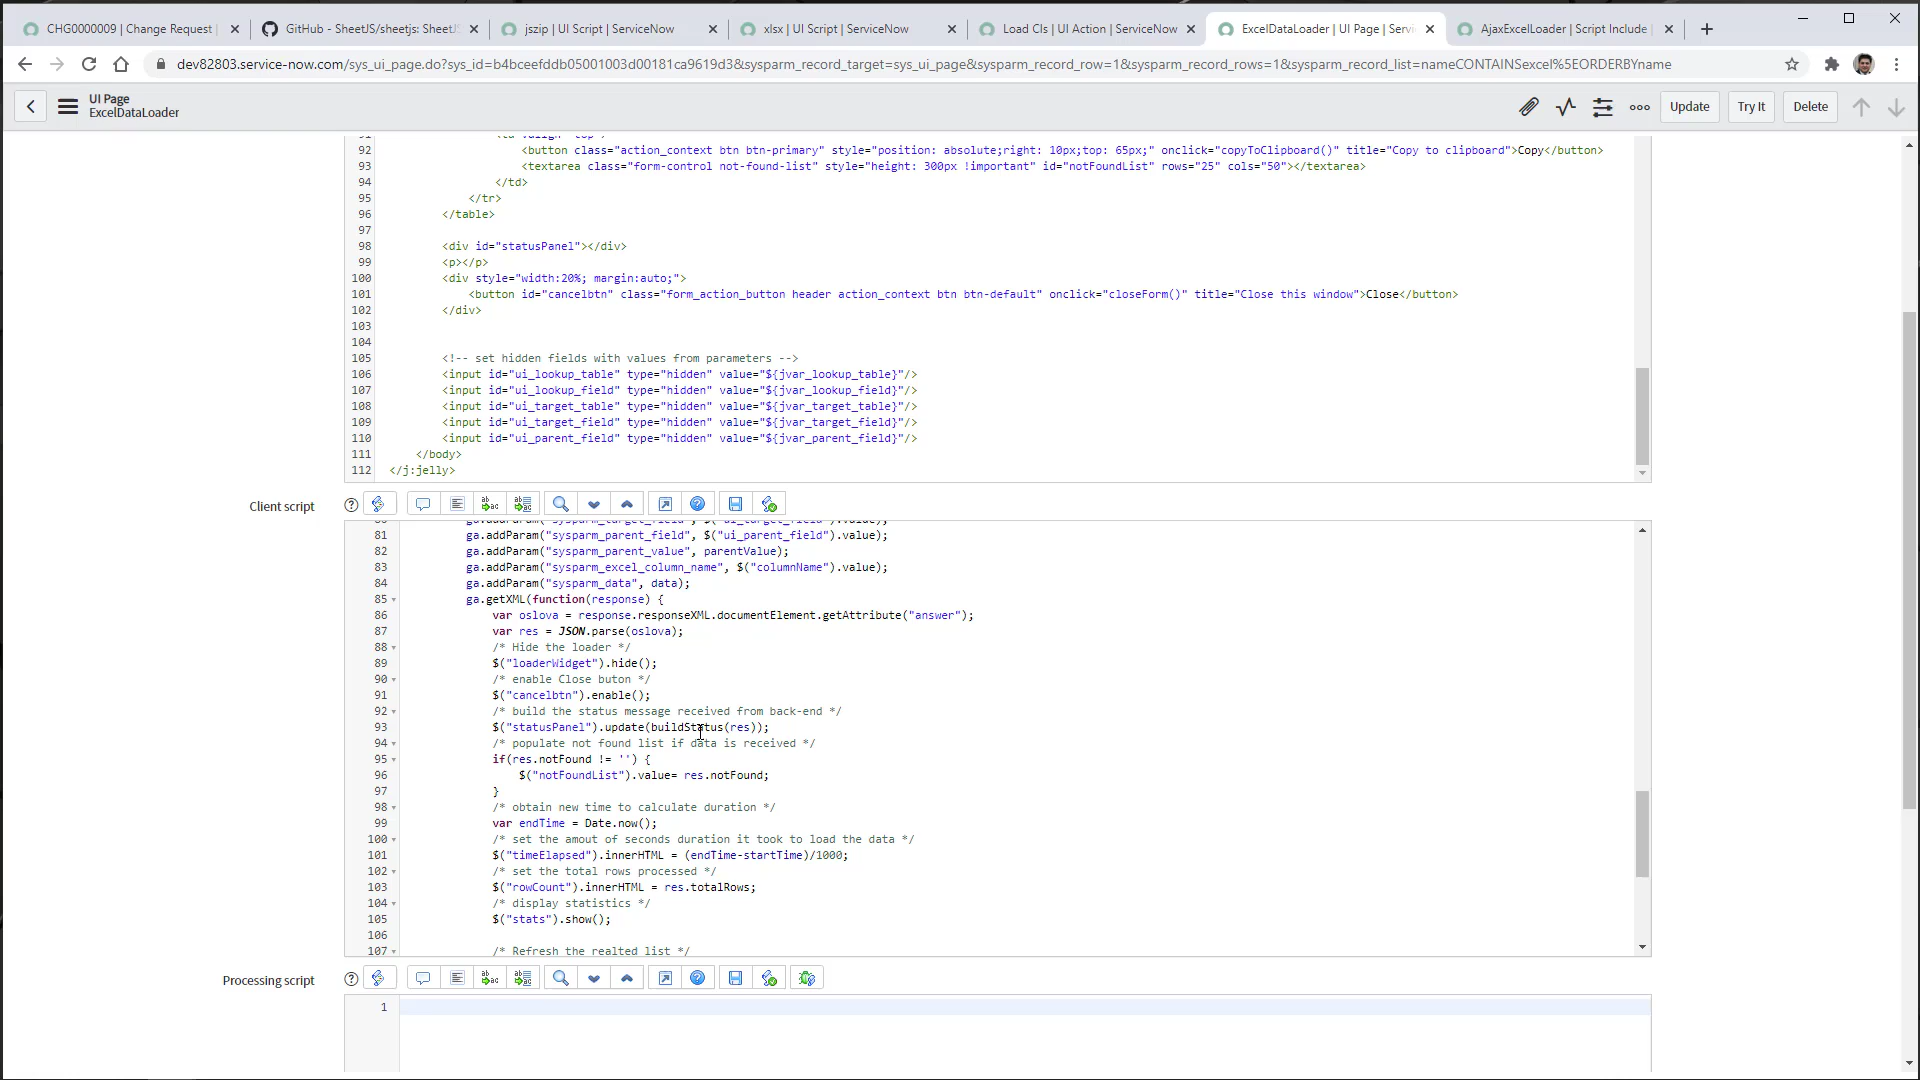 CHG0000009 | Change Request |
GitHub - SheetJS/sheetjs: SheetJS
jszip | UI Script | ServiceNow
xlsx | UI Script | ServiceNow
Load CIs | UI Action | ServiceNow
ExcelDataLoader | UI Page | Servi
AjaxExcelLoader | Script Include |
dev82803.service-now.com/sys_ui_page.do?sys_id=b4bceefddb05001003d00181ca9619d3&sysparm_record_target=sys_ui_page&sysparm_record_row=1&sysparm_record_rows=1&sysparm_record_list=nameCONTAINSexcel%5EORDERBYname
UI Page
ExcelDataLoader
Update
Try It
Delete
91 <td valign="top">
92 <button class="action_context btn btn-primary" style="position: absolute;right: 10px;top: 65px;" onclick="copyToClipboard()" title="Copy to clipboard">Copy</button>
93 <textarea class="form-control not-found-list" style="height: 300px !important" id="notFoundList" rows="25" cols="50"></textarea>
94 </td>
95 </tr>
96 </table>
97
98 <div id="statusPanel"></div>
99 <p></p>
100 <div style="width:20%; margin:auto;">
101 <button id="cancelbtn" class="form_action_button header action_context btn btn-default" onclick="closeForm()" title="Close this window">Close</button>
102 </div>
103
104
105 <!-- set hidden fields with values from parameters -->
106 <input id="ui_lookup_table" type="hidden" value="${jvar_lookup_table}"/>
107 <input id="ui_lookup_field" type="hidden" value="${jvar_lookup_field}"/>
108 <input id="ui_target_table" type="hidden" value="${jvar_target_table}"/>
109 <input id="ui_target_field" type="hidden" value="${jvar_target_field}"/>
110 <input id="ui_parent_field" type="hidden" value="${jvar_parent_field}"/>
111 </body>
112 </j:jelly>
Client script
80 ga.addParam("sysparm_target_field", $("ui_target_field").value);
81 ga.addParam("sysparm_parent_field", $("ui_parent_field").value);
82 ga.addParam("sysparm_parent_value", parentValue);
83 ga.addParam("sysparm_excel_column_name", $("columnName").value);
84 ga.addParam("sysparm_data", data);
85 ga.getXML(function(response) {
86 var oslova = response.responseXML.documentElement.getAttribute("answer");
87 var res = JSON.parse(oslova);
88 /* Hide the loader */
89 $("loaderWidget").hide();
90 /* enable Close buton */
91 $("cancelbtn").enable();
92 /* build the status message received from back-end */
93 $("statusPanel").update(buildStatus(res));
94 /* populate not found list if data is received */
95 if(res.notFound != '') {
96 $("notFoundList").value= res.notFound;
97 }
98 /* obtain new time to calculate duration */
99 var endTime = Date.now();
100 /* set the amout of seconds duration it took to load the data */
101 $("timeElapsed").innerHTML = (endTime-startTime)/1000;
102 /* set the total rows processed */
103 $("rowCount").innerHTML = res.totalRows;
104 /* display statistics */
105 $("stats").show();
106
107 /* Refresh the realted list */
Processing script
1